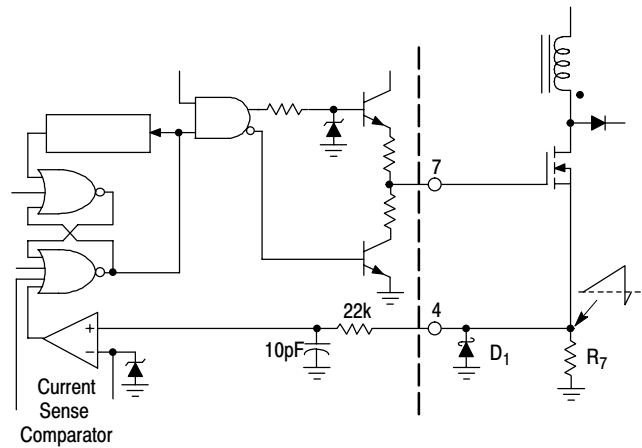 7
22k
4
+
−
10pF
D1
R7
Current
Sense
Comparator